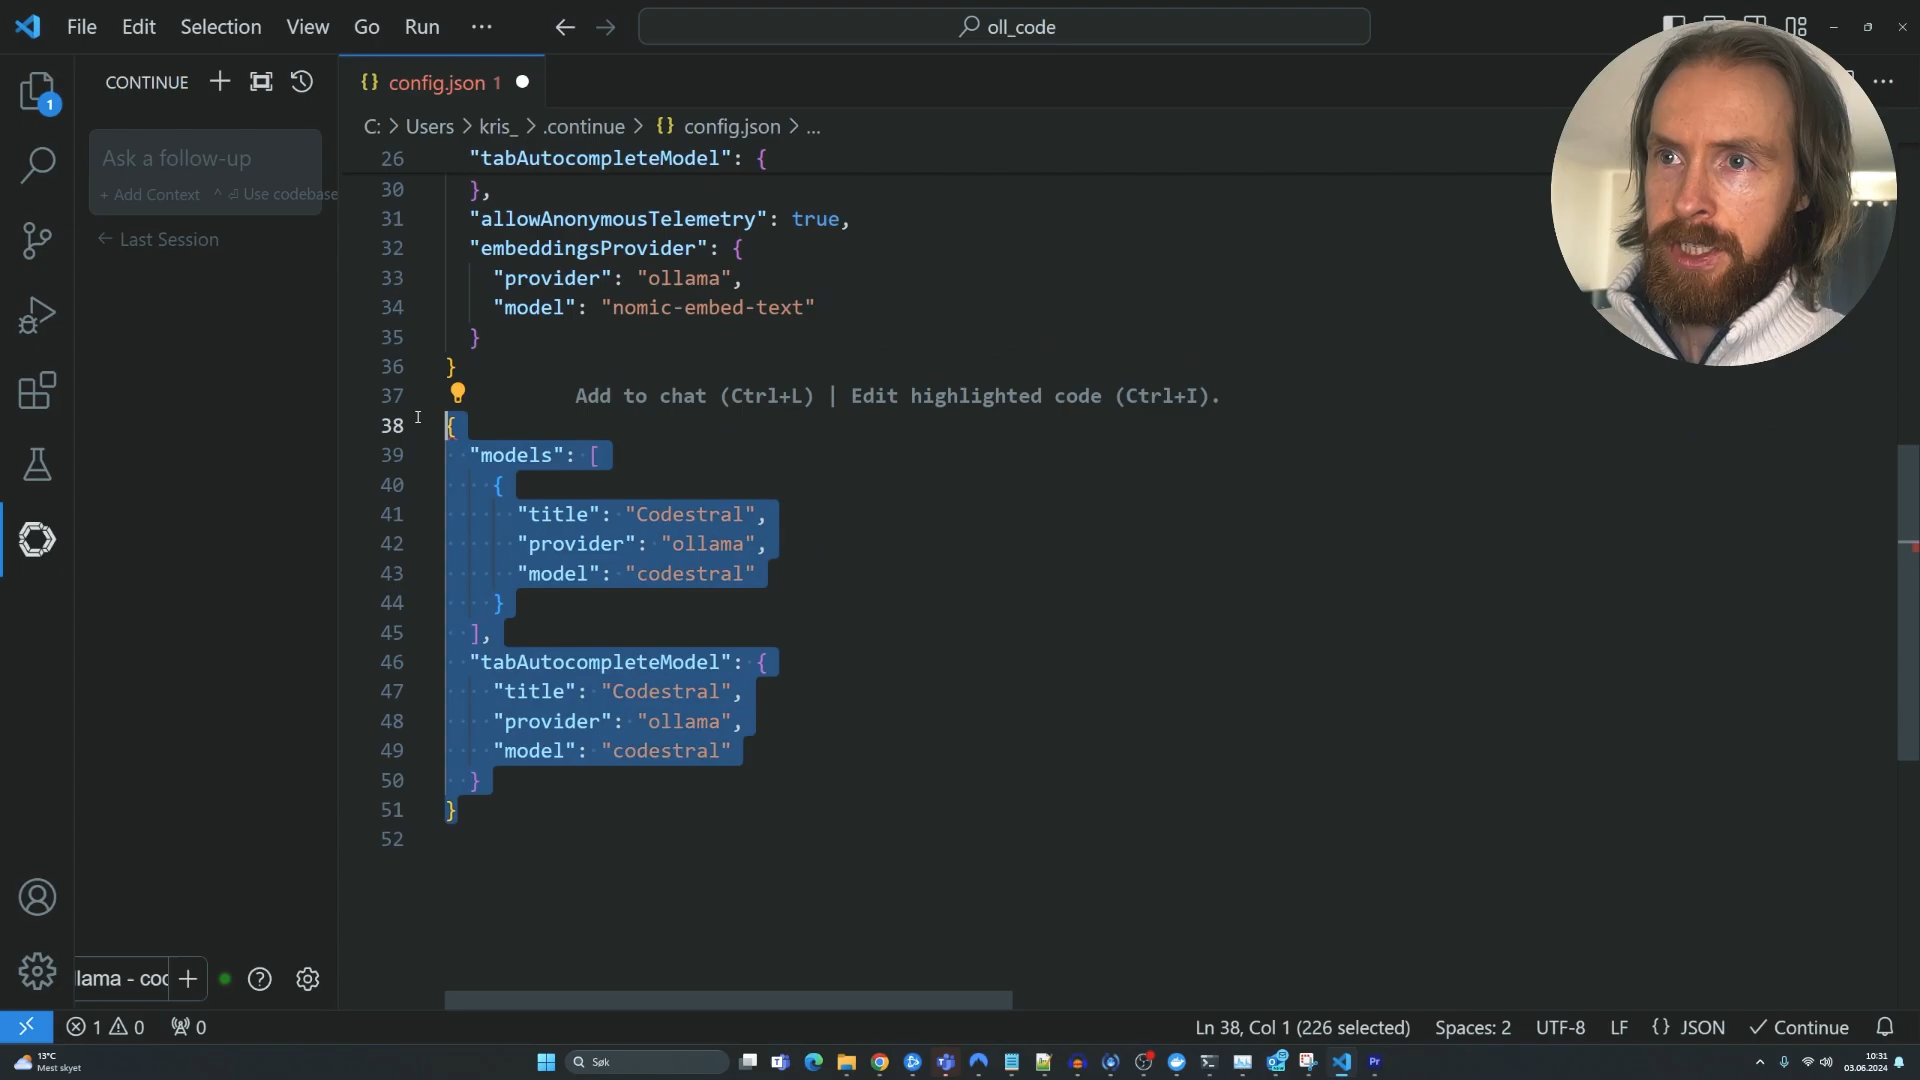 File Edit Selection View Go Run ···
oll_code
CONTINUE
{} config.json 1
C: > Users > kris_ > .continue > {} config.json > ...
1
Ask a follow-up
+ Add Context ^ ⏎ Use codebase
← Last Session
26 "tabAutocompleteModel": {
30 },
31 "allowAnonymousTelemetry": true,
32 "embeddingsProvider": {
33 "provider": "ollama",
34 "model": "nomic-embed-text"
35 }
36 }
37 Add to chat (Ctrl+L) | Edit highlighted code (Ctrl+I).
38 {
39 "models": [
40 {
41 "title": "Codestral",
42 "provider": "ollama",
43 "model": "codestral"
44 }
45 ],
46 "tabAutocompleteModel": {
47 "title": "Codestral",
48 "provider": "ollama",
49 "model": "codestral"
50 }
51 }
52
llama - cod +
1 0 0
Ln 38, Col 1 (226 selected) Spaces: 2 UTF-8 LF {} JSON Continue
13°C
Mest skyet
Søk
Pr
10:31
03.06.2024